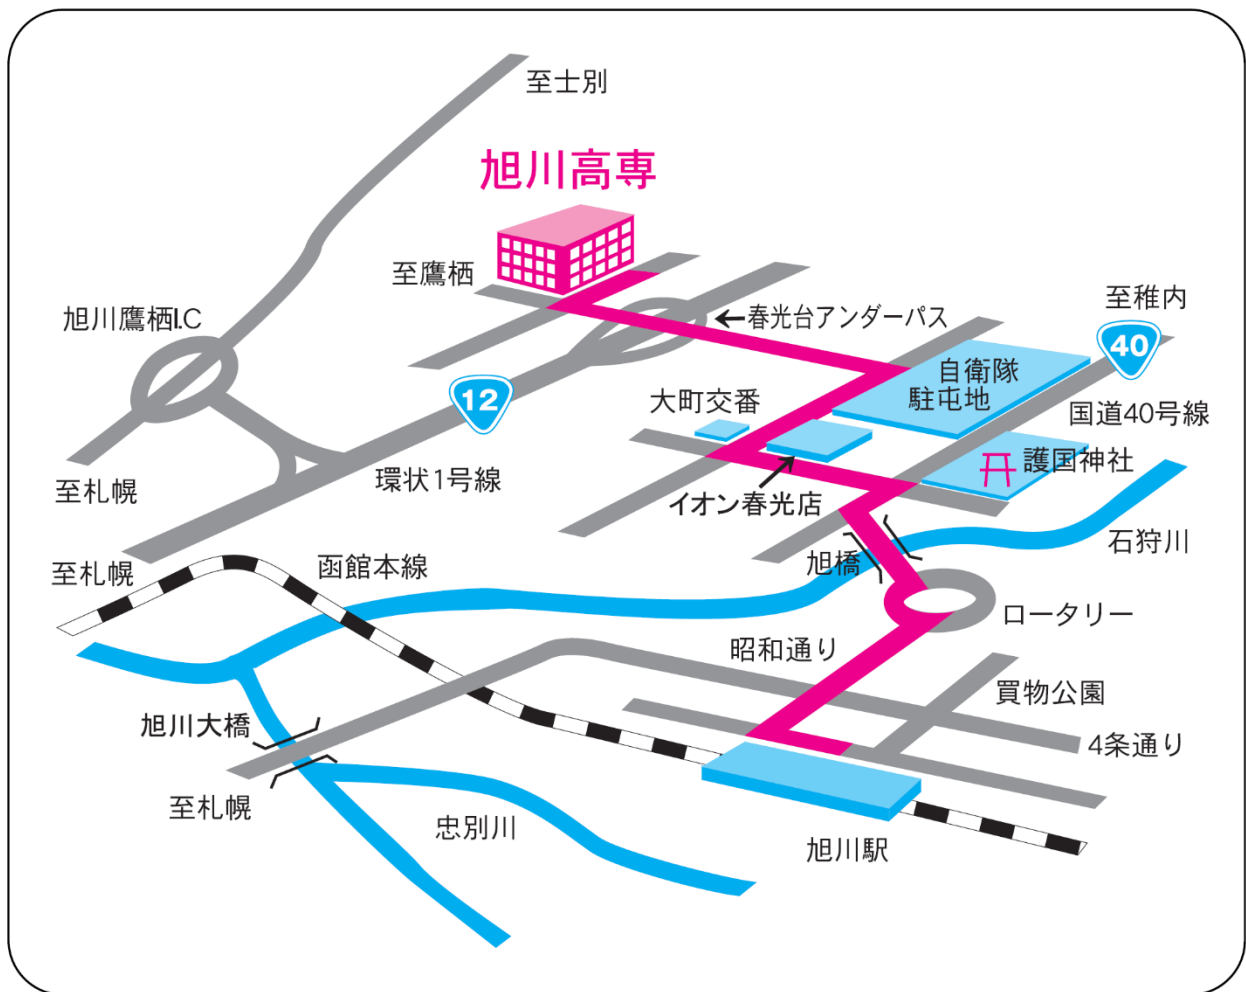 至士別
旭川高専
至鷹栖
至稚内
旭川鷹栖I.C
春光台アンダーパス
40
自衛隊
駐屯地
12
大町交番
国道40号線
護国神社
至札幌
環状1号線
イオン春光店
石狩川
至札幌
函館本線
旭橋
ロータリー
昭和通り
買物公園
旭川大橋
4条通り
至札幌
忠別川
旭川駅